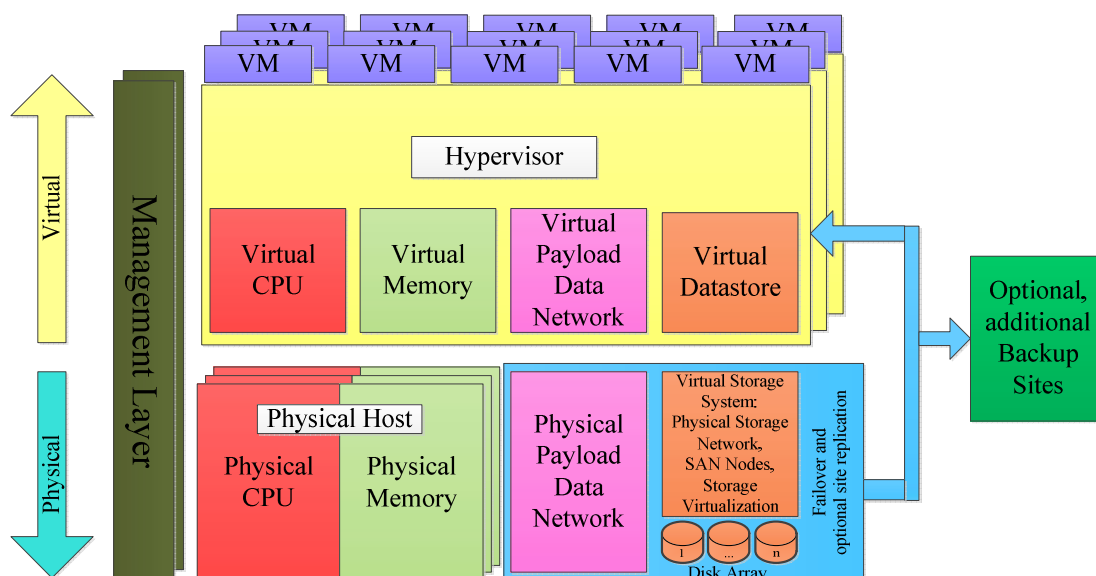 VM VM VM VM VM
VM VM VM VM VM
VM VM VM VM VM
Virtual
Management Layer
Hypervisor
Virtual
CPU
Virtual
Memory
Virtual
Payload
Data
Network
Virtual
Datastore
Optional,
additional
Backup
Sites
Physical
Physical Host
Physical
CPU
Physical
Memory
Physical
Payload
Data
Network
Virtual Storage
System:
Physical Storage
Network,
SAN Nodes,
Storage
Virtualization
1 ... n
Disk Array
Failover and
optional site replication